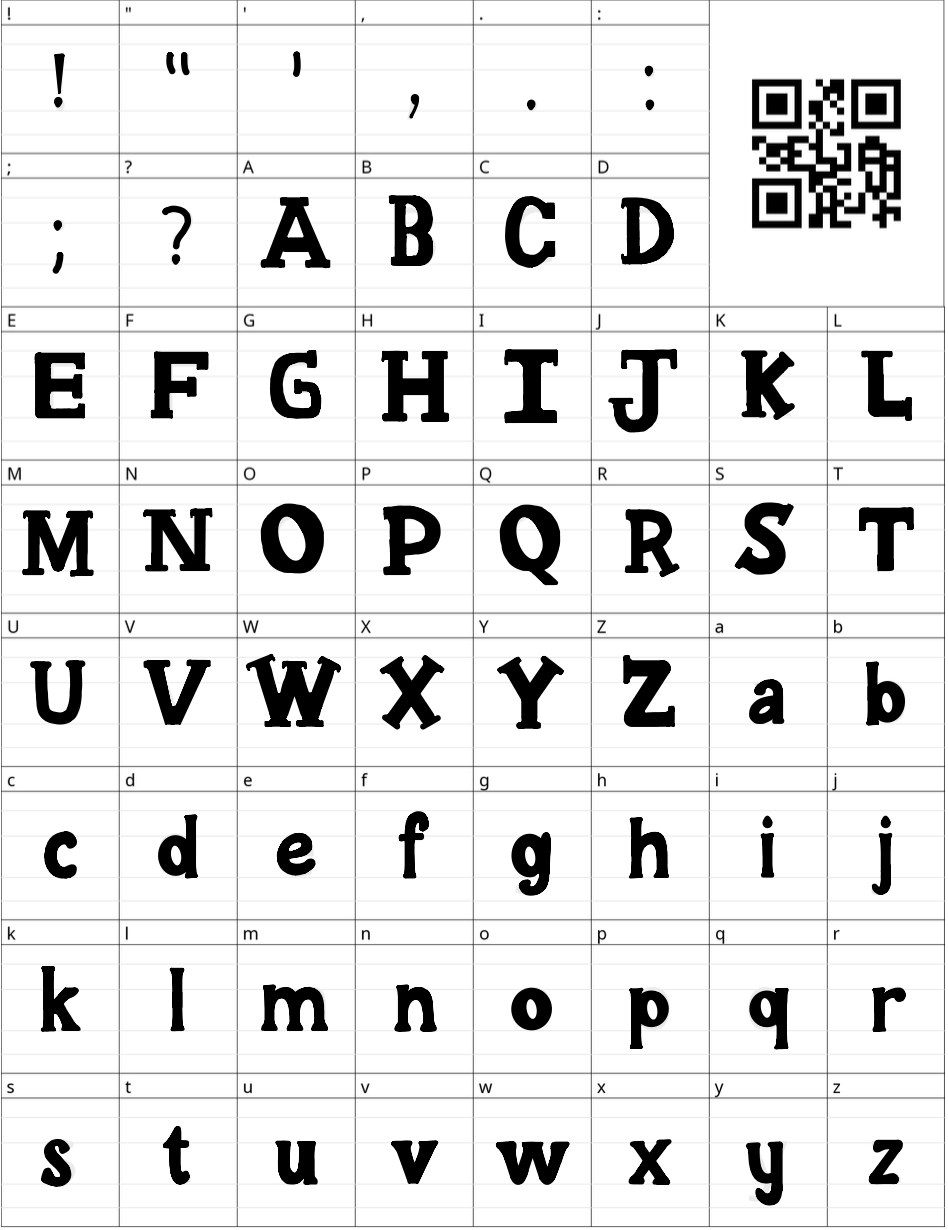 ! " ' , . :
! " ' , . :
; ? A B C D
; ? A B C D
E F G H I J K L
E F G H I J K L
M N O P Q R S T
M N O P Q R S T
U V W X Y Z a b
U V W X Y Z a b
c d e f g h i j
c d e f g h i j
k l m n o p q r
k l m n o p q r
s t u v w x y z
s t u v w x y z